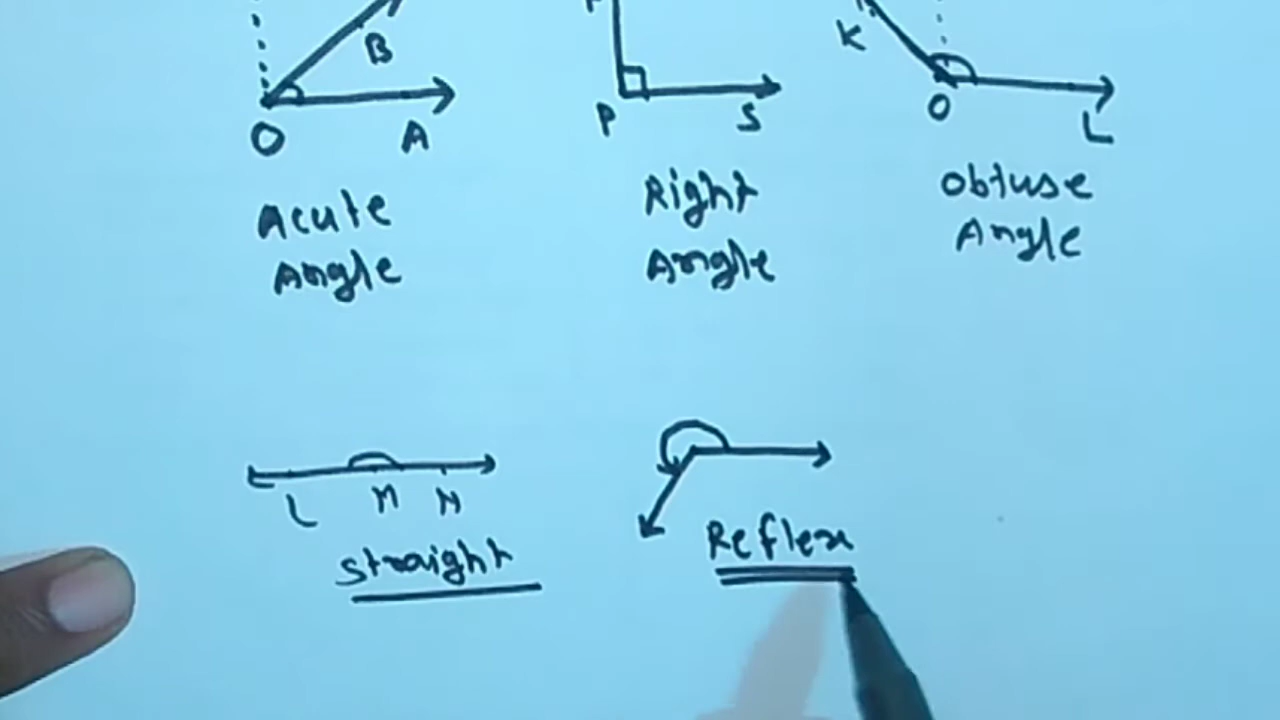 B
K
O A
P S
O
L
Acute
Angle
Right
Angle
Obtuse
Angle
L M N
Straight
Reflex